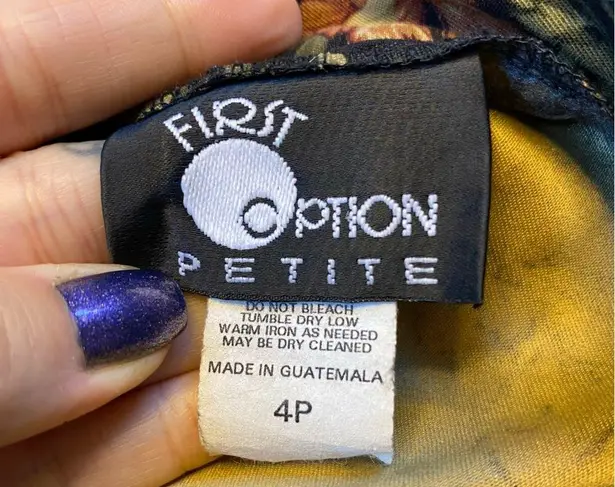 FIRST
OPTION
PETITE
DO NOT BLEACH
TUMBLE DRY LOW
WARM IRON AS NEEDED
MAY BE DRY CLEANED
MADE IN GUATEMALA
4P